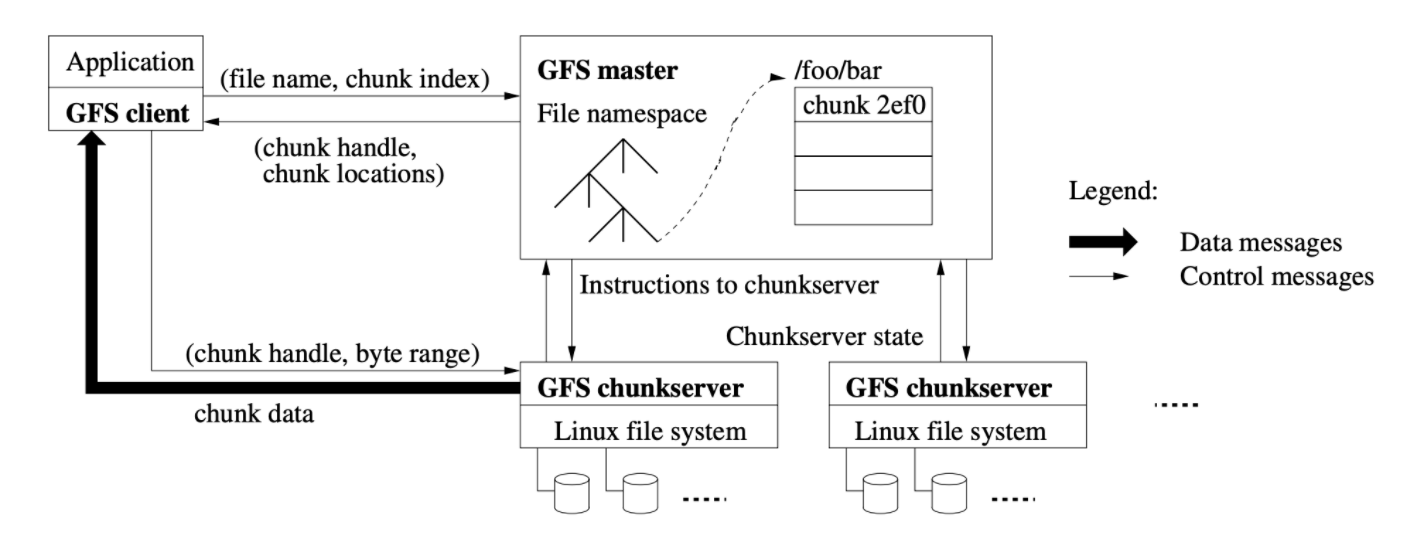 Application
GFS client
(file name, chunk index)
(chunk handle,
chunk locations)
GFS master
File namespace
/foo/bar
chunk 2ef0
Legend:
Data messages
Control messages
Instructions to chunkserver
Chunkserver state
(chunk handle, byte range)
chunk data
GFS chunkserver
Linux file system
GFS chunkserver
Linux file system